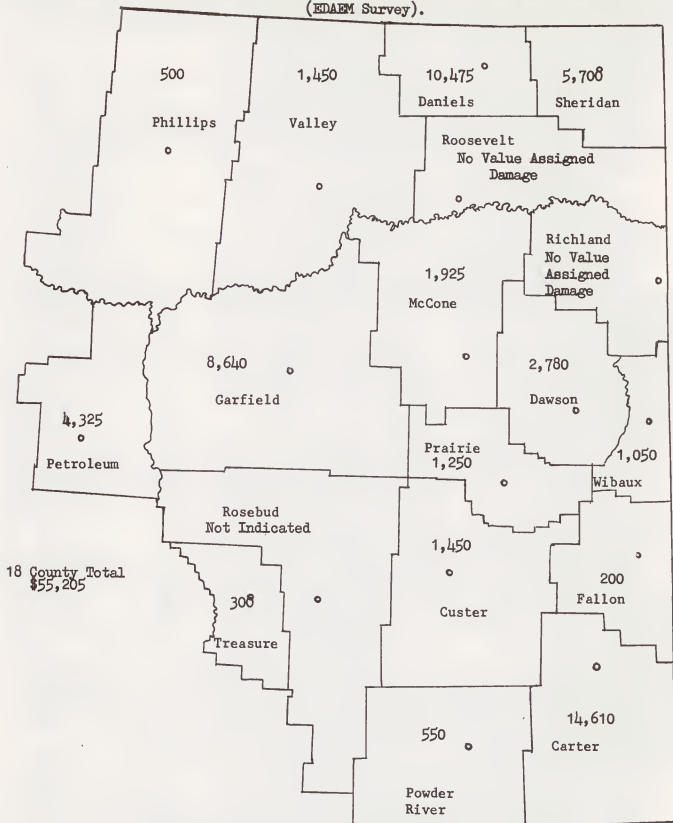 (EDAEM Survey).
500
Phillips
1,450
Valley
10,475
Daniels
5,708
Sheridan
Roosevelt
No Value Assigned
Damage
Richland
No Value
Assigned
Damage
1,925
McCone
8,640
Garfield
2,780
Dawson
4,325
Petroleum
Prairie
1,250
1,050
Wibaux
Rosebud
Not Indicated
1,450
Custer
200
Fallon
18 County Total
$55,205
300
Treasure
14,610
Carter
550
Powder
River